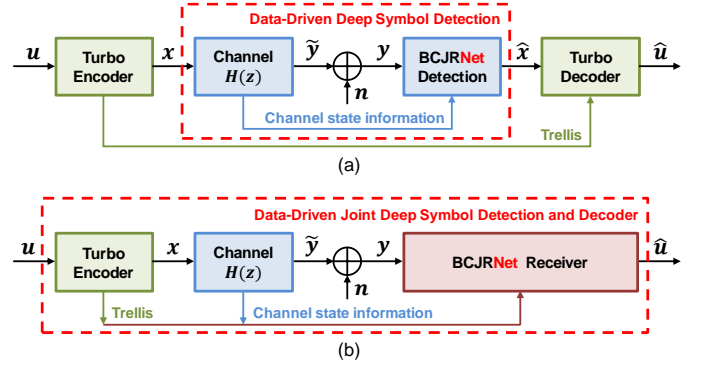 Data-Driven Deep Symbol Detection
u
Turbo Encoder
x
Channel H(z)
ỹ
n
y
BCJRNet Detection
x̂
Turbo Decoder
û
Channel state information
Trellis
(a)
Data-Driven Joint Deep Symbol Detection and Decoder
u
Turbo Encoder
x
Channel H(z)
ỹ
n
y
BCJRNet Receiver
û
Trellis
Channel state information
(b)